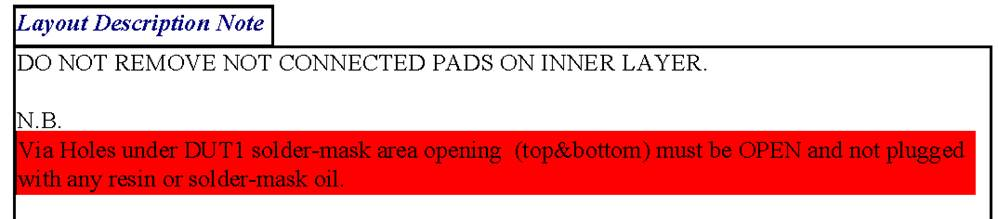 Layout Description Note
DO NOT REMOVE NOT CONNECTED PADS ON INNER LAYER.
N.B.
Via Holes under DUT1 solder-mask area opening (top&bottom) must be OPEN and not plugged
with any resin or solder-mask oil.